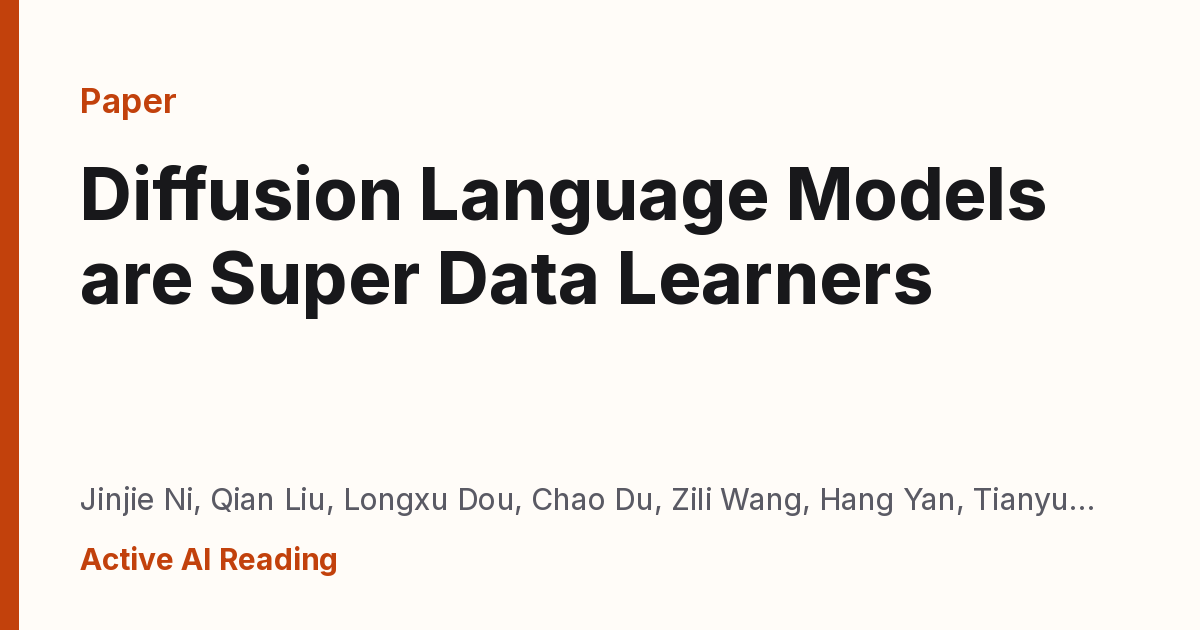 Paper
Diffusion Language Models
are Super Data Learners
Jinjie Ni, Qian Liu, Longxu Dou, Chao Du, Zili Wang, Hang Yan, Tianyu...
Active AI Reading